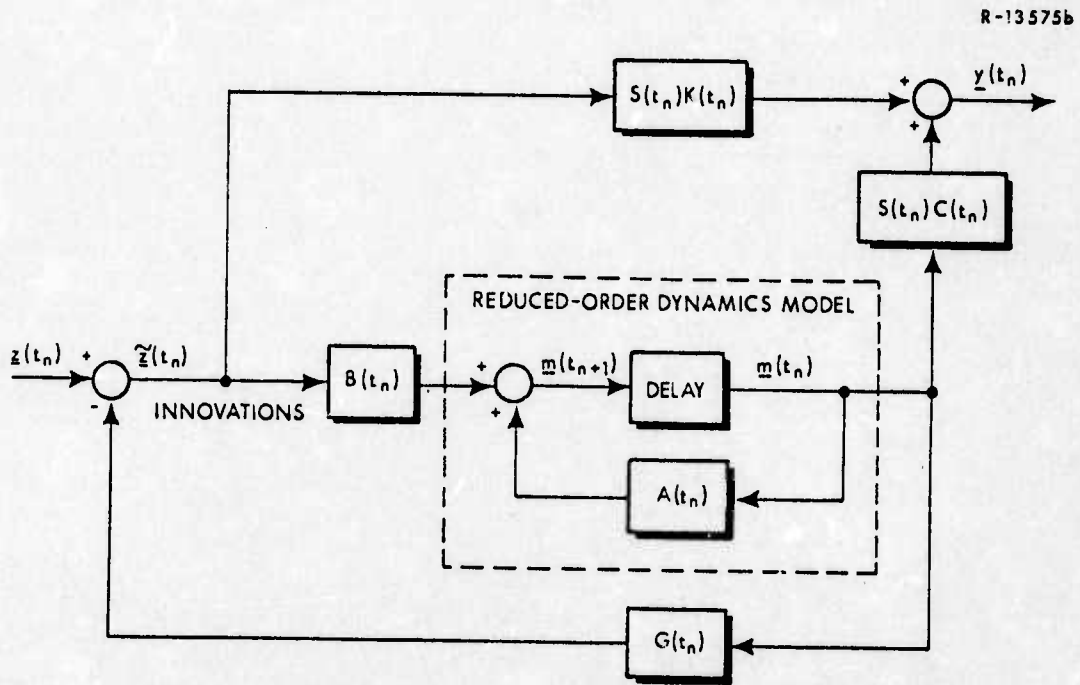 R-13575b
S(tₙ)K(tₙ)
+
y(tₙ)
+
S(tₙ)C(tₙ)
REDUCED-ORDER DYNAMICS MODEL
z(tₙ)
+
z̃(tₙ)
B(tₙ)
+
m(tₙ₊₁)
DELAY
m(tₙ)
-
INNOVATIONS
+
A(tₙ)
G(tₙ)